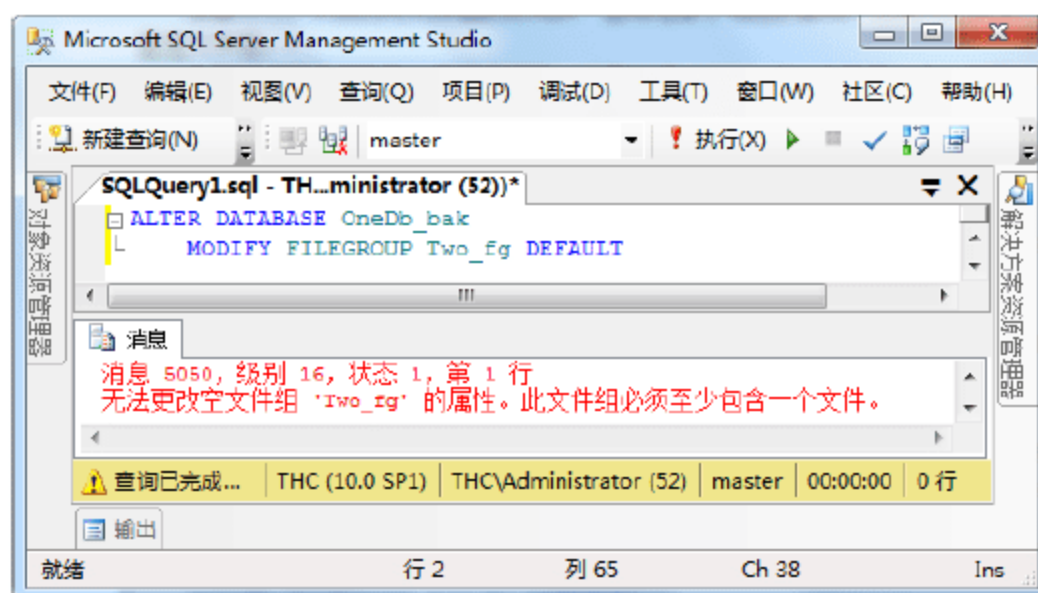 Microsoft SQL Server Management Studio
文件(F) 编辑(E) 视图(V) 查询(Q) 项目(P) 调试(D) 工具(T) 窗口(W) 社区(C) 帮助(H)
新建查询(N) master 执行(X)
SQLQuery1.sql - TH...ministrator (52))*
ALTER DATABASE OneDb_bak
MODIFY FILEGROUP Two_fg DEFAULT
对象资源管理器
解决方案资源管理器
消息
消息 5050, 级别 16, 状态 1, 第 1 行
无法更改空文件组 'Two_fg' 的属性。此文件组必须至少包含一个文件。
查询已完成... THC (10.0 SP1) THC\Administrator (52) master 00:00:00 0 行
输出
就绪 行 2 列 65 Ch 38 Ins